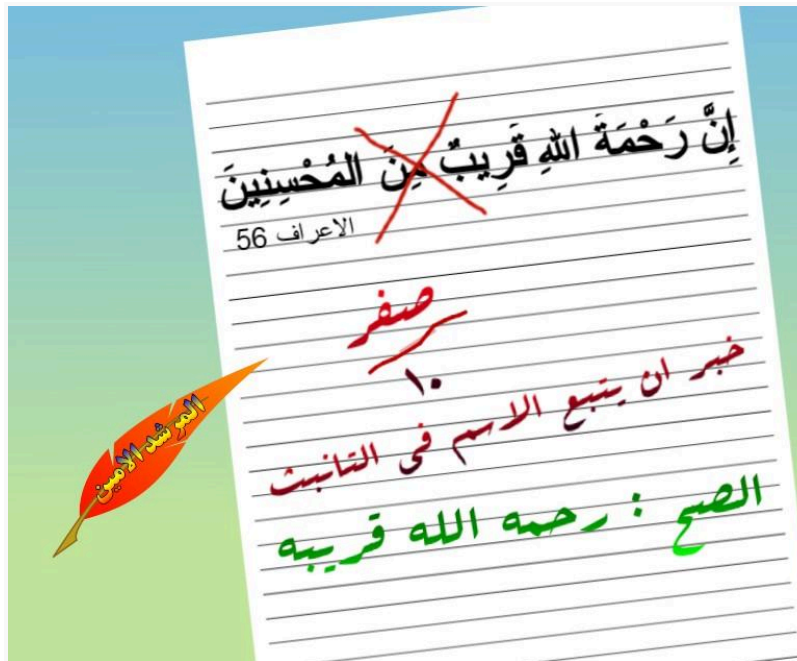 إِنَّ رَحْمَةَ اللهِ قَرِيبٌ مِنَ المُحْسِنِينَ
الاعراف 56
صفر
١٠
خبر ان يتبع الاسم فى التانيث
الصح : رحمه الله قريبه
المرشد الامين